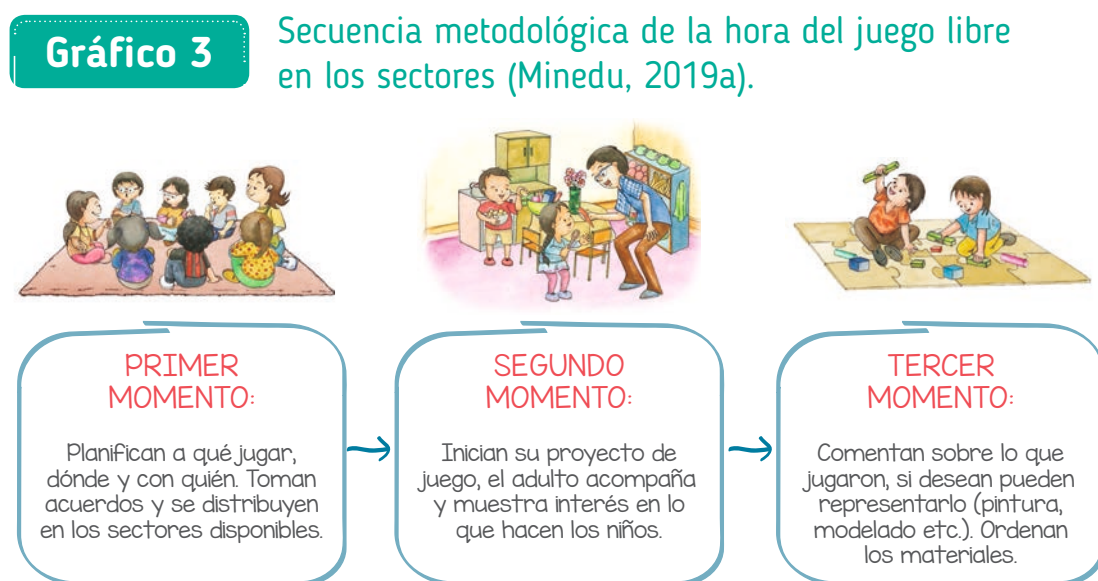 Gráfico 3
Secuencia metodológica de la hora del juego libre
en los sectores (Minedu, 2019a).
PRIMER
MOMENTO:
Planifican a qué jugar,
dónde y con quién. Toman
acuerdos y se distribuyen
en los sectores disponibles.
SEGUNDO
MOMENTO:
Inician su proyecto de
juego, el adulto acompaña
y muestra interés en lo
que hacen los niños.
TERCER
MOMENTO:
Comentan sobre lo que
jugaron, si desean pueden
representarlo (pintura,
modelado etc.). Ordenan
los materiales.